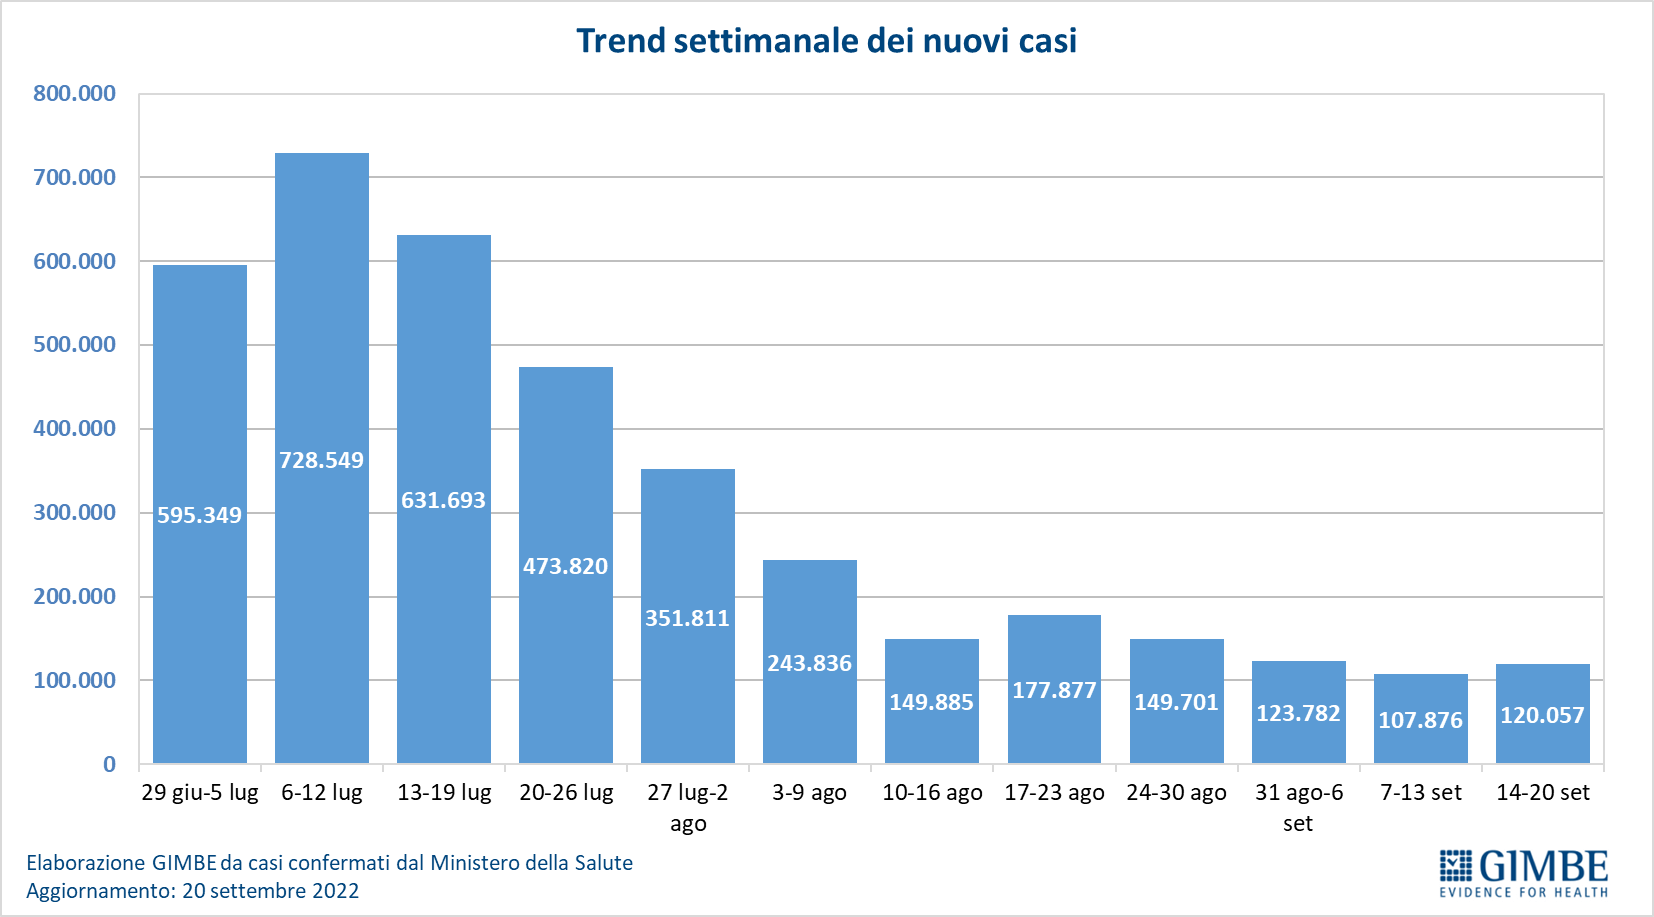 Trend settimanale dei nuovi casi
800.000
700.000
600.000
500.000
400.000
300.000
200.000
100.000
0
595.349
728.549
631.693
473.820
351.811
243.836
149.885
177.877
149.701
123.782
107.876
120.057
29 giu-5 lug
6-12 lug
13-19 lug
20-26 lug
27 lug-2
ago
3-9 ago
10-16 ago
17-23 ago
24-30 ago
31 ago-6
set
7-13 set
14-20 set
Elaborazione GIMBE da casi confermati dal Ministero della Salute
Aggiornamento: 20 settembre 2022
GIMBE
EVIDENCE FOR HEALTH